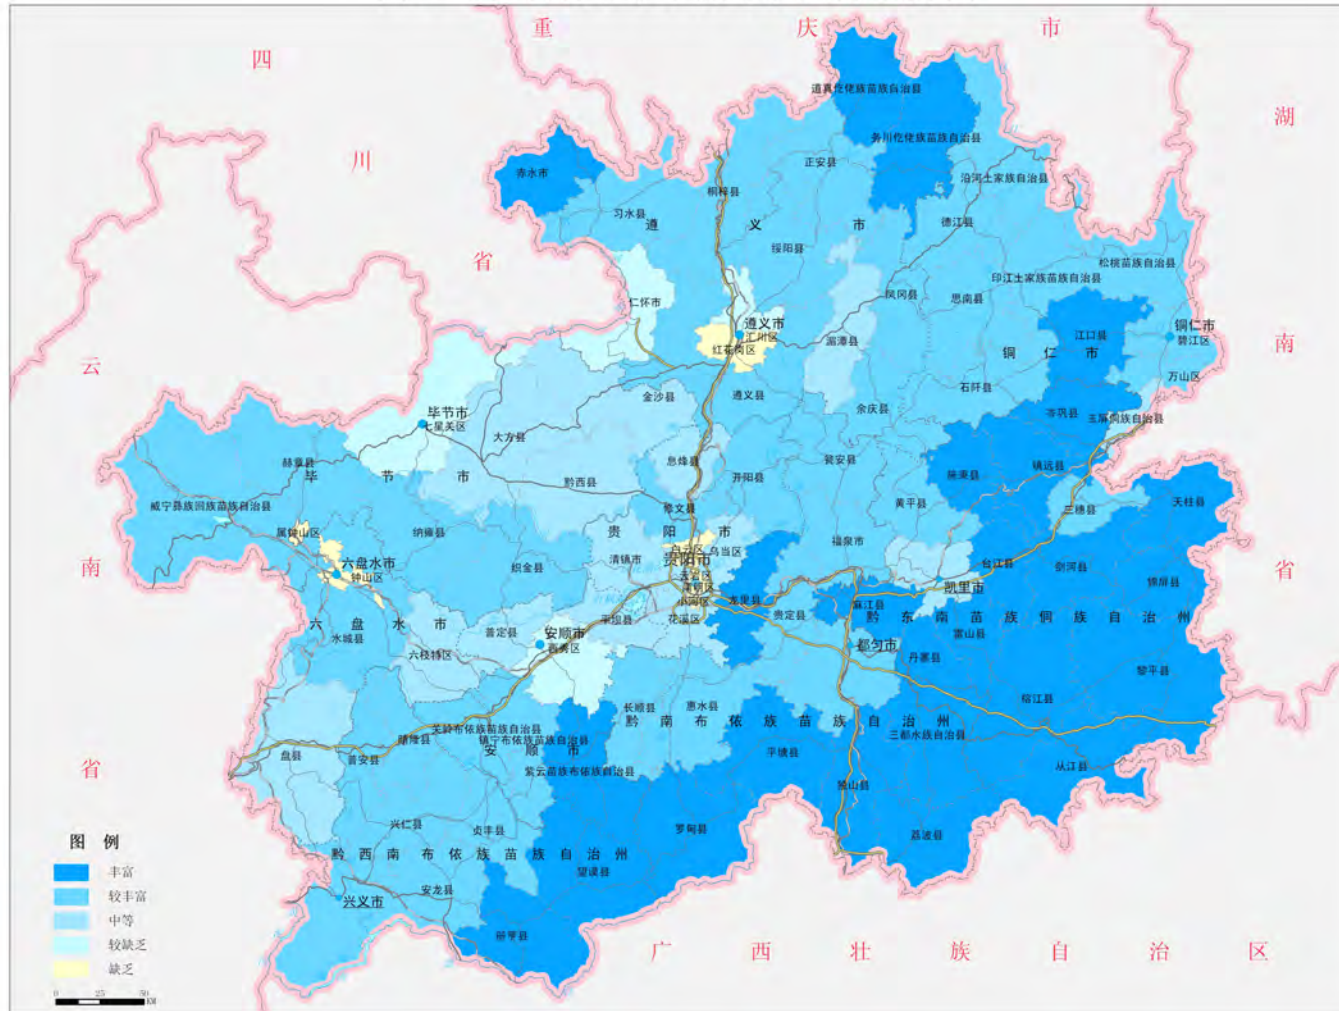 重 庆 市
四
川
省
湖
南
省
云
南
省
广 西 壮 族 自 治 区
道真仡佬族苗族自治县
务川仡佬族苗族自治县
正安县
沿河土家族自治县
赤水市
桐梓县
习水县
遵 义 市
德江县
绥阳县
松桃苗族自治县
印江土家族苗族自治县
仁怀市
凤冈县
思南县
遵义市
汇川区
红花岗区
湄潭县
江口县
铜仁市
碧江区
铜 仁 市
万山区
石阡县
金沙县
遵义县
余庆县
岑巩县
玉屏侗族自治县
毕节市
七星关区
大方县
息烽县
瓮安县
赫章县
毕 节 市
黔西县
开阳县
施秉县
镇远县
威宁彝族回族苗族自治县
修文县
黄平县
三穗县
天柱县
属钟山区
纳雍县
贵 阳 市
福泉市
六盘水市
钟山区
织金县
清镇市
白云区
乌当区
贵阳市
云岩区
南明区
小河区
台江县
剑河县
锦屏县
凯里市
龙里县
贵定县
麻江县
黔 东 南 苗 族 侗 族 自 治 州
六 盘 水 市
水城县
普定县
安顺市
西秀区
平坝县
花溪区
雷山县
都匀市
丹寨县
六枝特区
黎平县
榕江县
长顺县
惠水县
黔 南 布 依 族 苗 族 自 治 州
关岭布依族苗族自治县
镇宁布依族苗族自治县
三都水族自治县
晴隆县
安 顺 市
盘县
普安县
平塘县
紫云苗族布依族自治县
从江县
独山县
兴仁县
贞丰县
罗甸县
荔波县
黔 西 南 布 依 族 苗 族 自 治 州
望谟县
安龙县
兴义市
册亨县
图 例
丰富
较丰富
中等
较缺乏
缺乏
0 25 50
KM